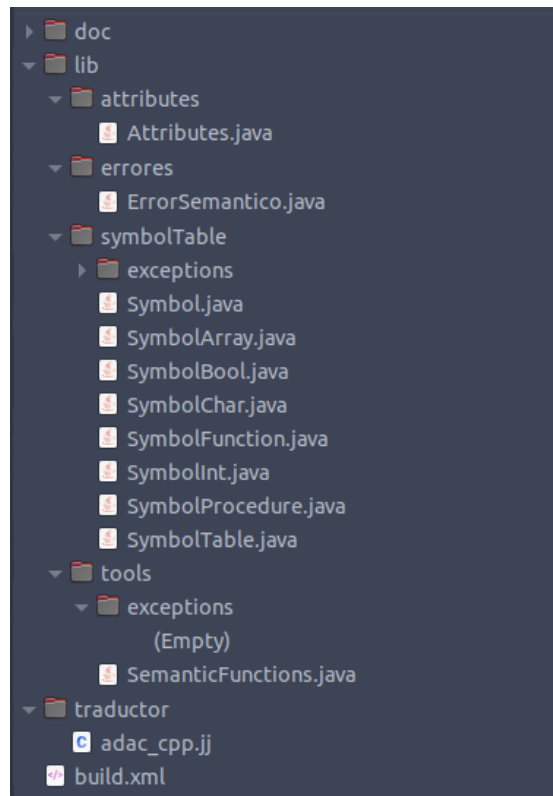 doc
lib
attributes
Attributes.java
errores
ErrorSemantico.java
symbolTable
exceptions
Symbol.java
SymbolArray.java
SymbolBool.java
SymbolChar.java
SymbolFunction.java
SymbolInt.java
SymbolProcedure.java
SymbolTable.java
tools
exceptions
(Empty)
SemanticFunctions.java
traductor
adac_cpp.jj
build.xml